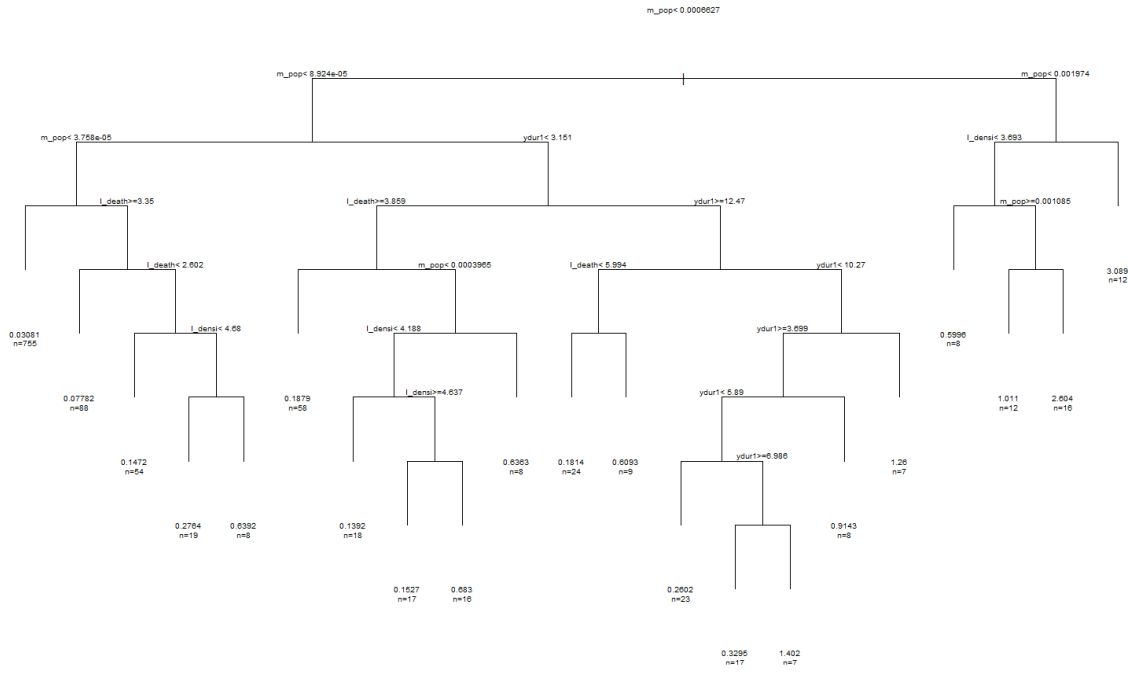 m_pop< 0.0006627
m_pop< 8.924e-05
m_pop< 0.001974
m_pop< 3.758e-05
ydur1< 3.151
l_densi< 3.693
l_death>=3.35
l_death>=3.859
ydur1>=12.47
m_pop>=0.001085
l_death< 2.602
m_pop< 0.0003965
l_death< 5.994
ydur1< 10.27
3.089
n=12
0.03081
n=755
l_densi< 4.68
l_densi< 4.188
ydur1>=3.699
0.5996
n=8
0.07782
n=88
0.1879
n=58
l_densi>=4.637
ydur1< 5.89
1.011
n=12
2.604
n=16
0.1472
n=54
0.6363
n=8
0.1814
n=24
0.6093
n=9
ydur1>=6.986
1.26
n=7
0.2764
n=19
0.6392
n=8
0.1392
n=18
0.9143
n=8
0.1527
n=17
0.683
n=16
0.2602
n=23
0.3295
n=17
1.402
n=7